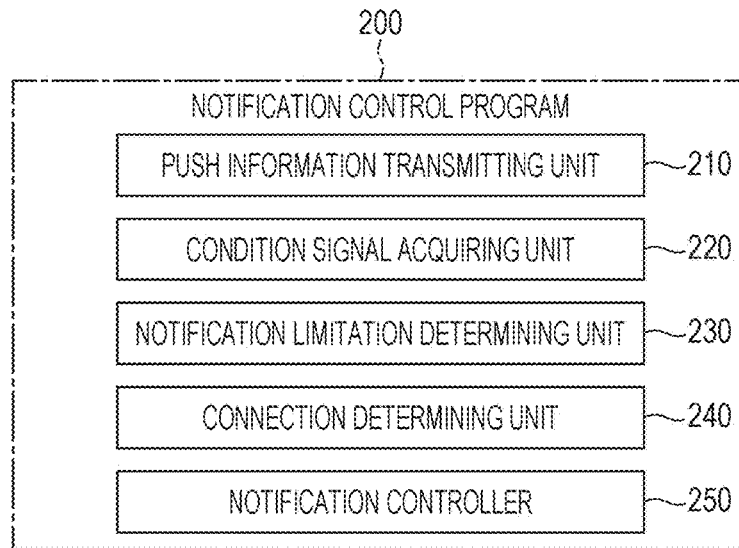 200
NOTIFICATION CONTROL PROGRAM
PUSH INFORMATION TRANSMITTING UNIT 210
CONDITION SIGNAL ACQUIRING UNIT 220
NOTIFICATION LIMITATION DETERMINING UNIT 230
CONNECTION DETERMINING UNIT 240
NOTIFICATION CONTROLLER 250